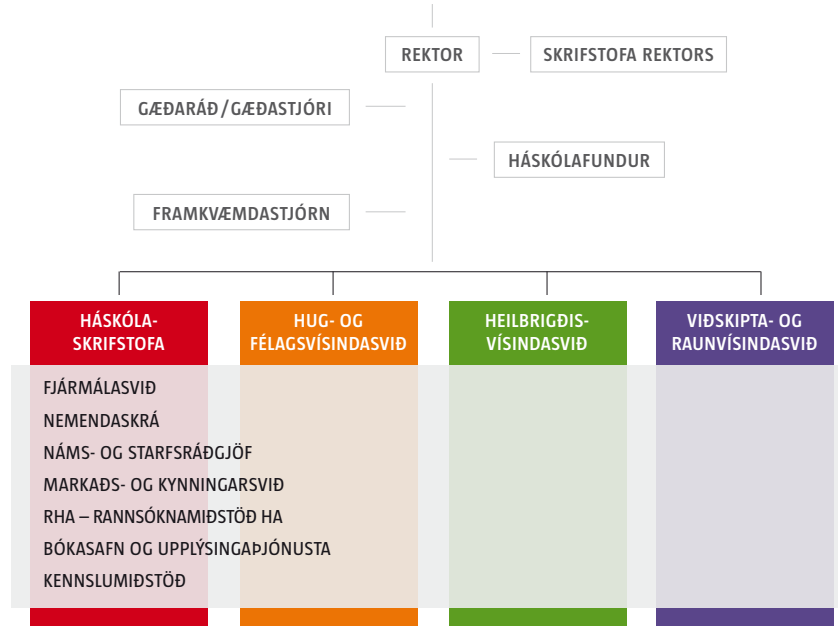 REKTOR
SKRIFSTOFA REKTORS
GÆÐARÁÐ/GÆÐASTJÓRI
HÁSKÓLAFUNDUR
FRAMKVÆMDASTJÓRN
HÁSKÓLA-
SKRIFSTOFA
HUG- OG
FÉLAGSVÍSINDASVIÐ
HEILBRIGÐIS-
VÍSINDASVIÐ
VIÐSKIPTA- OG
RAUNVÍSINDASVIÐ
FJÁRMÁLASVIÐ
NEMENDASKRÁ
NÁMS- OG STARFSRÁÐGJÖF
MARKAÐS- OG KYNNINGARSVIÐ
RHA – RANNSÓKNAMIÐSTÖÐ HA
BÓKASAFN OG UPPLÝSINGAÞJÓNUSTA
KENNSLUMIÐSTÖÐ